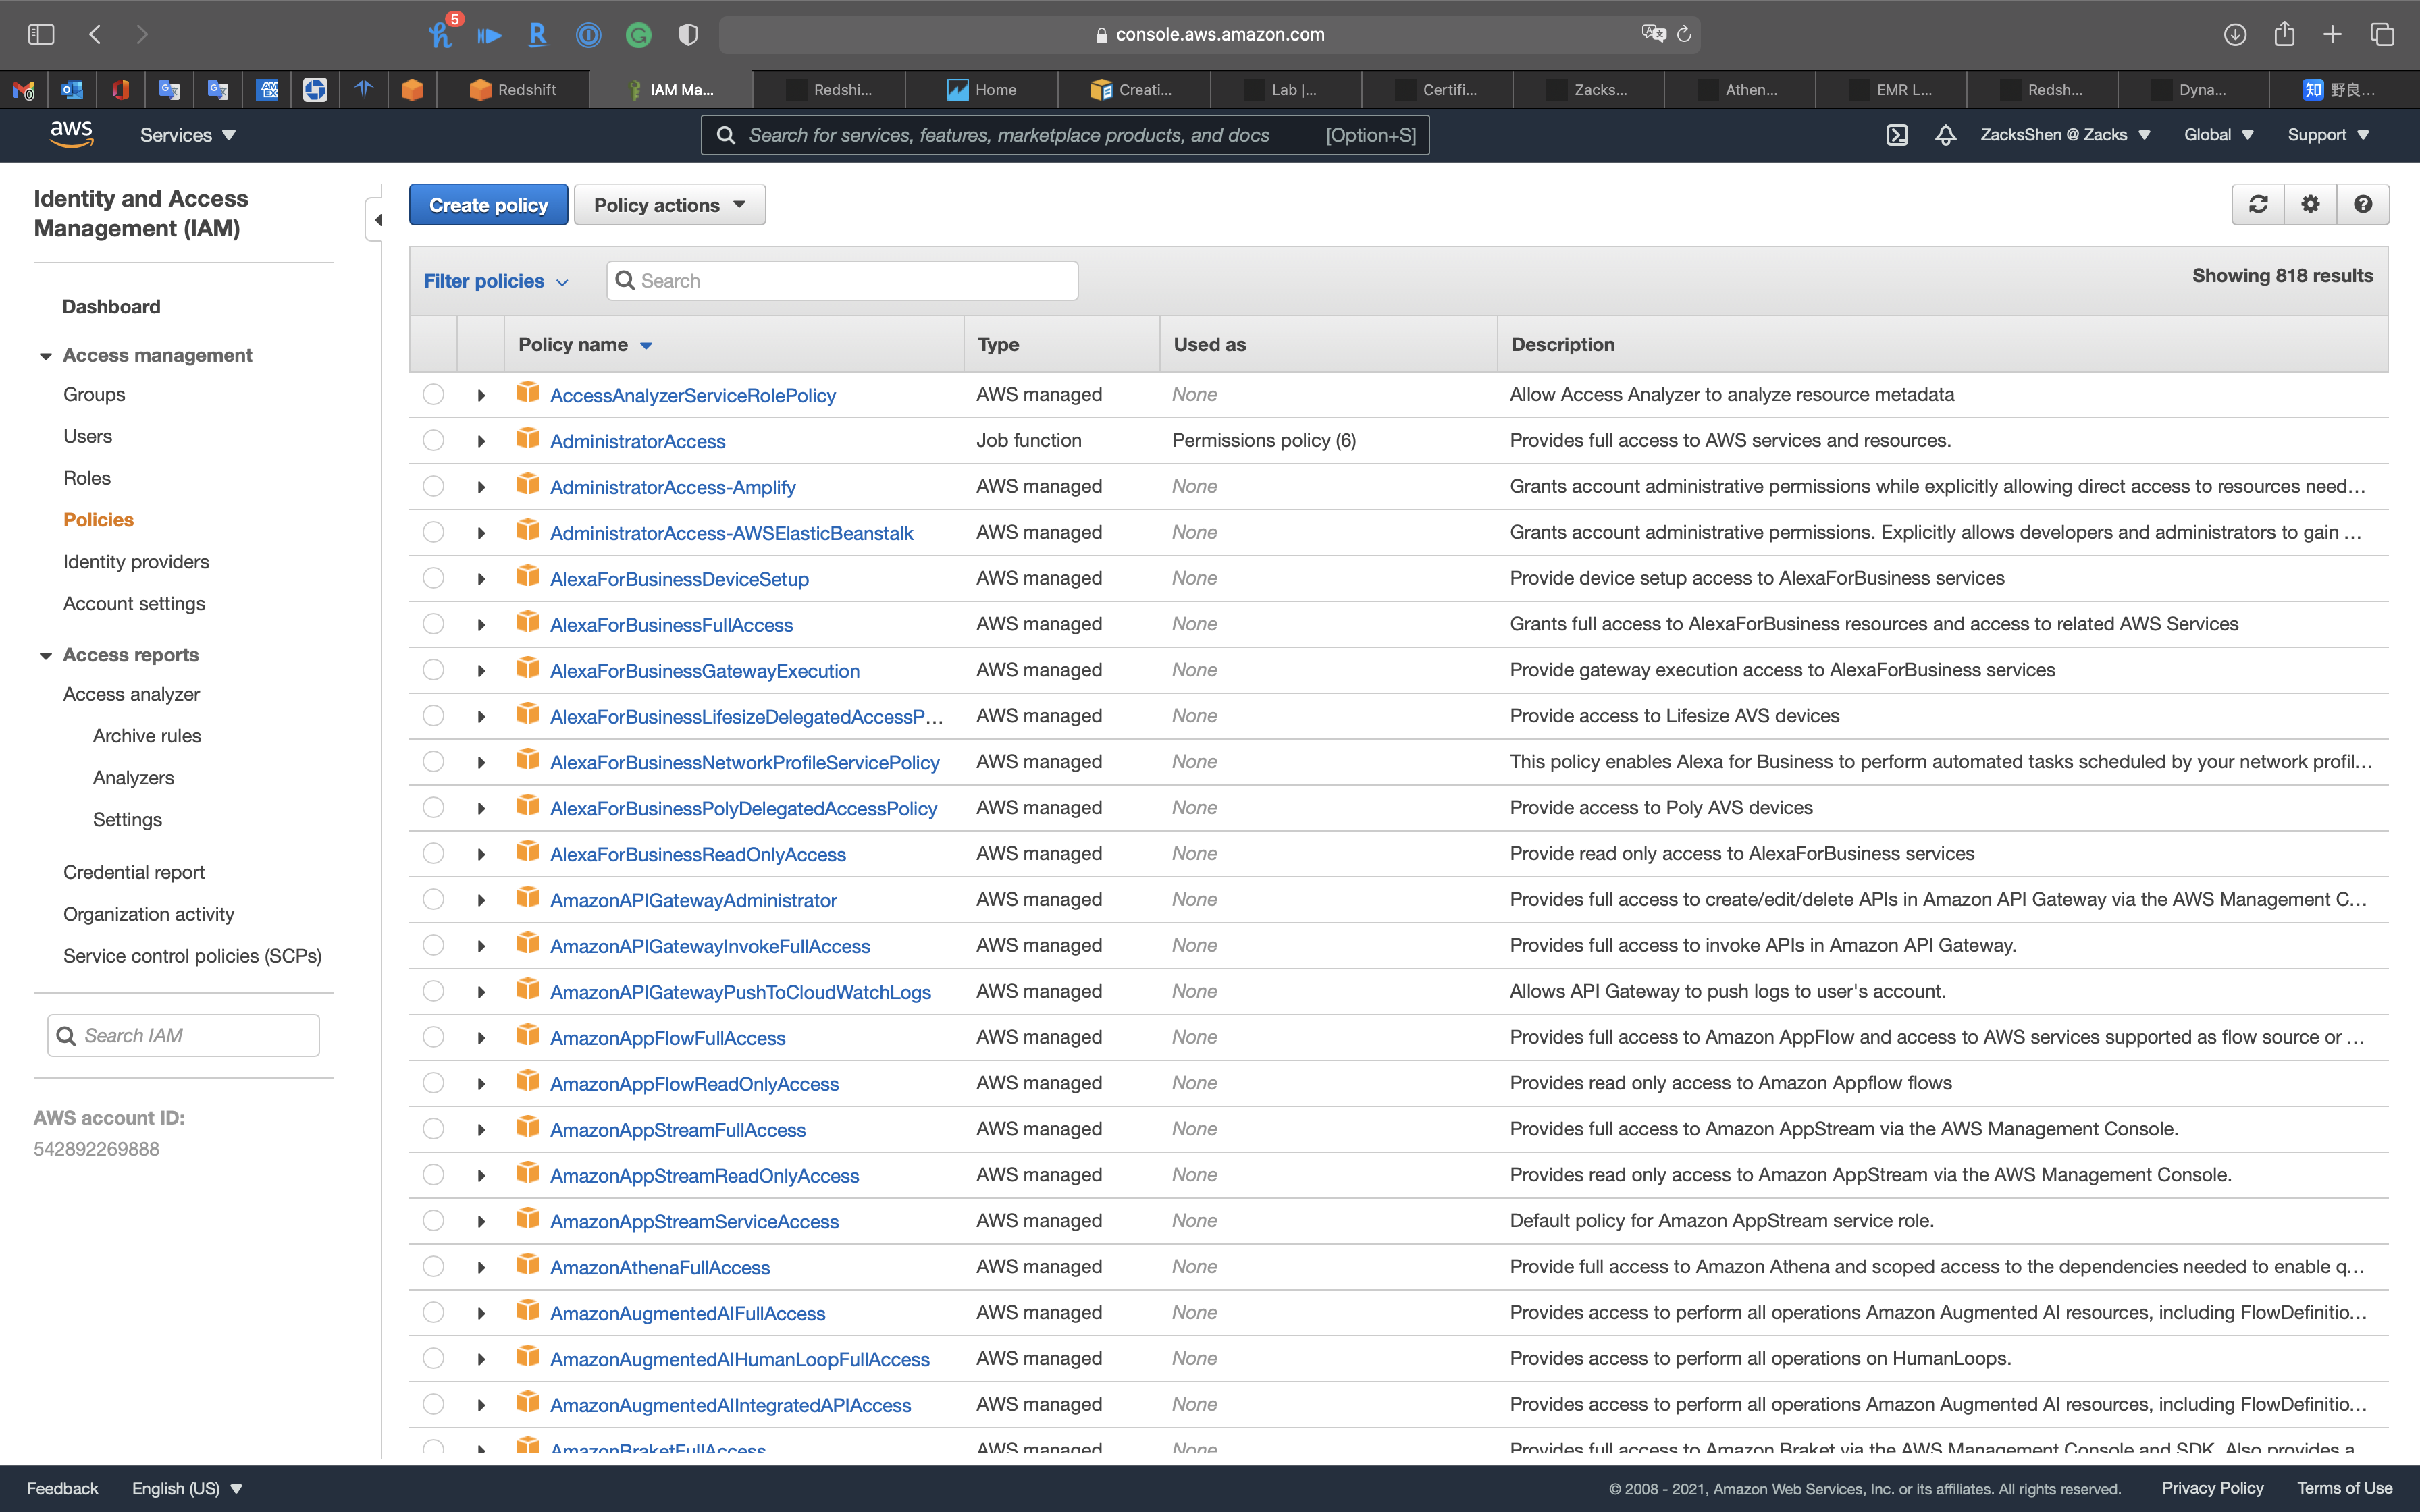 5
console.aws.amazon.com
0
Redshift
IAM Ma...
Redshi...
Home
Creati...
Lab |...
Certifi...
Zacks...
Athen...
EMR L...
Redsh...
Dyna...
知 野良...
aws
Services
Search for services, features, marketplace products, and docs [Option+S]
ZacksShen @ Zacks
Global
Support
Identity and Access
Management (IAM)
Dashboard
Access management
Groups
Users
Roles
Policies
Identity providers
Account settings
Access reports
Access analyzer
Archive rules
Analyzers
Settings
Credential report
Organization activity
Service control policies (SCPs)
Search IAM
AWS account ID:
542892269888
Create policy
Policy actions
Filter policies
Search
Showing 818 results
Policy name Type Used as Description
AccessAnalyzerServiceRolePolicy AWS managed None Allow Access Analyzer to analyze resource metadata
AdministratorAccess Job function Permissions policy (6) Provides full access to AWS services and resources.
AdministratorAccess-Amplify AWS managed None Grants account administrative permissions while explicitly allowing direct access to resources need...
AdministratorAccess-AWSElasticBeanstalk AWS managed None Grants account administrative permissions. Explicitly allows developers and administrators to gain ...
AlexaForBusinessDeviceSetup AWS managed None Provide device setup access to AlexaForBusiness services
AlexaForBusinessFullAccess AWS managed None Grants full access to AlexaForBusiness resources and access to related AWS Services
AlexaForBusinessGatewayExecution AWS managed None Provide gateway execution access to AlexaForBusiness services
AlexaForBusinessLifesizeDelegatedAccessP... AWS managed None Provide access to Lifesize AVS devices
AlexaForBusinessNetworkProfileServicePolicy AWS managed None This policy enables Alexa for Business to perform automated tasks scheduled by your network profil...
AlexaForBusinessPolyDelegatedAccessPolicy AWS managed None Provide access to Poly AVS devices
AlexaForBusinessReadOnlyAccess AWS managed None Provide read only access to AlexaForBusiness services
AmazonAPIGatewayAdministrator AWS managed None Provides full access to create/edit/delete APIs in Amazon API Gateway via the AWS Management C...
AmazonAPIGatewayInvokeFullAccess AWS managed None Provides full access to invoke APIs in Amazon API Gateway.
AmazonAPIGatewayPushToCloudWatchLogs AWS managed None Allows API Gateway to push logs to user's account.
AmazonAppFlowFullAccess AWS managed None Provides full access to Amazon AppFlow and access to AWS services supported as flow source or ...
AmazonAppFlowReadOnlyAccess AWS managed None Provides read only access to Amazon Appflow flows
AmazonAppStreamFullAccess AWS managed None Provides full access to Amazon AppStream via the AWS Management Console.
AmazonAppStreamReadOnlyAccess AWS managed None Provides read only access to Amazon AppStream via the AWS Management Console.
AmazonAppStreamServiceAccess AWS managed None Default policy for Amazon AppStream service role.
AmazonAthenaFullAccess AWS managed None Provide full access to Amazon Athena and scoped access to the dependencies needed to enable q...
AmazonAugmentedAIFullAccess AWS managed None Provides access to perform all operations Amazon Augmented AI resources, including FlowDefinitio...
AmazonAugmentedAIHumanLoopFullAccess AWS managed None Provides access to perform all operations on HumanLoops.
AmazonAugmentedAIIntegratedAPIAccess AWS managed None Provides access to perform all operations Amazon Augmented AI resources, including FlowDefinitio...
AmazonBraketFullAccess AWS managed None Provides full access to Amazon Braket via the AWS Management Console and SDK. Also provides a
Feedback
English (US)
© 2008 - 2021, Amazon Web Services, Inc. or its affiliates. All rights reserved.
Privacy Policy
Terms of Use